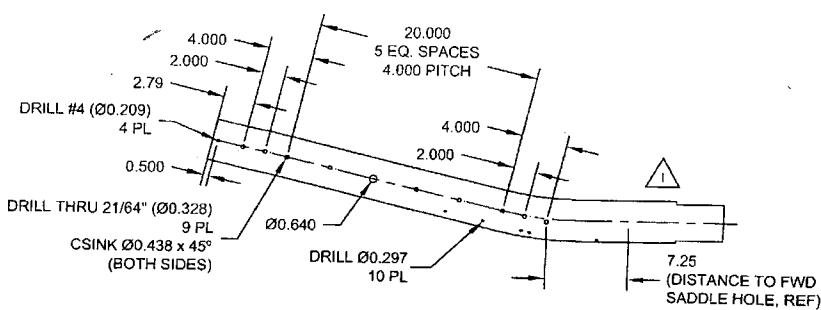 20.000
5 EQ. SPACES
4.000 PITCH
4.000
2.000
2.79
DRILL #4 (Ø0.209)
4 PL
0.500
DRILL THRU 21/64" (Ø0.328)
9 PL
CSINK Ø0.438 x 45°
(BOTH SIDES)
Ø0.640
DRILL Ø0.297
10 PL
4.000
2.000
1
7.25
(DISTANCE TO FWD
SADDLE HOLE, REF)